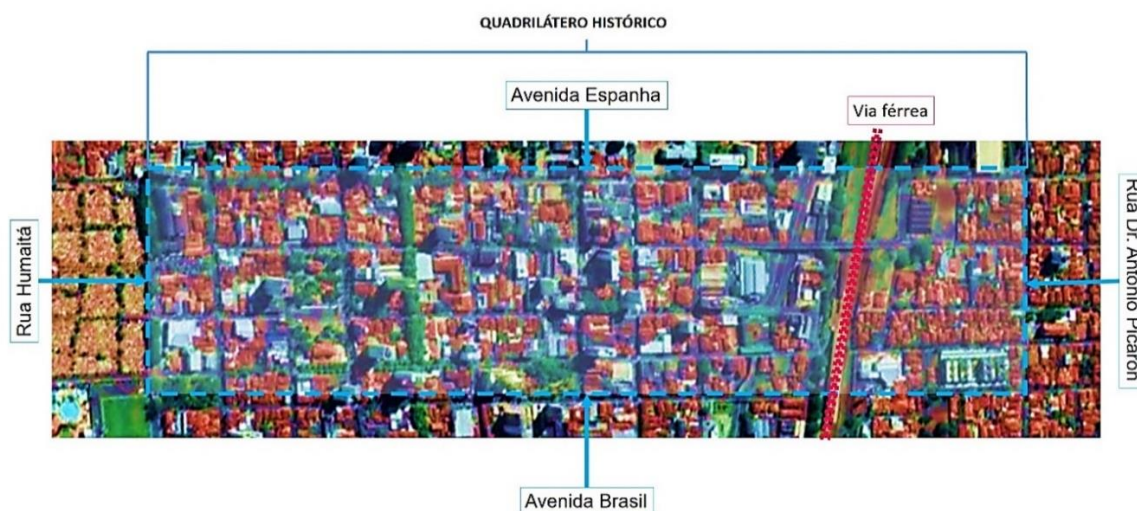 QUADRILÁTERO HISTÓRICO
Avenida Espanha
Via férrea
Rua Humaitá
Rua Dr. Antonio Picaron
Avenida Brasil